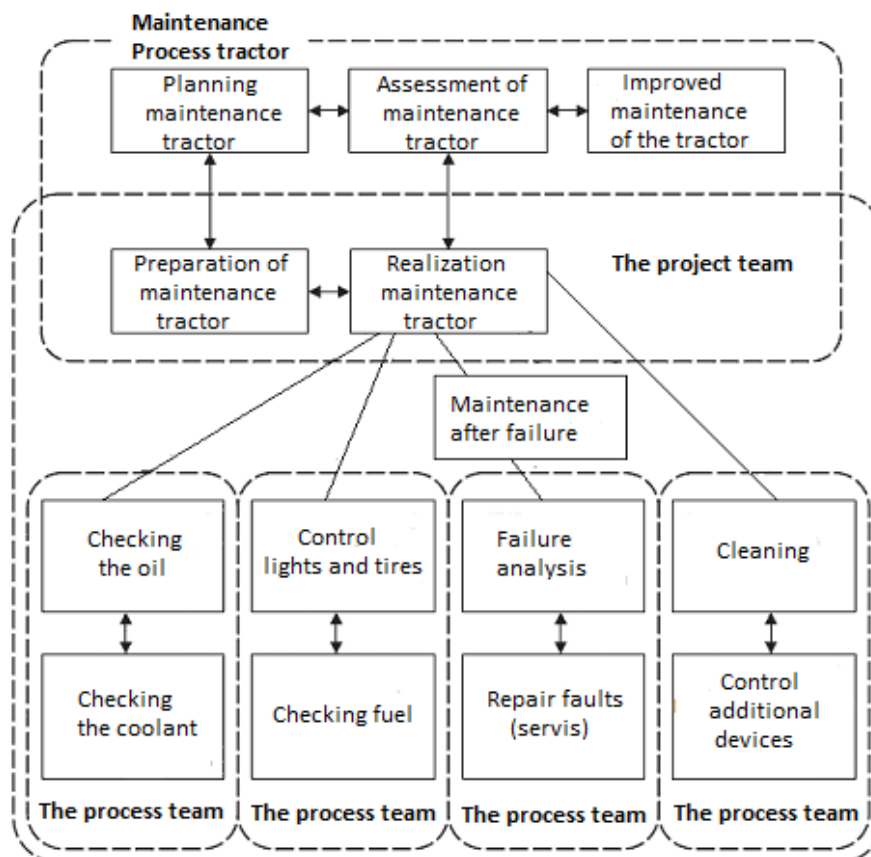 Maintenance
Process tractor
Planning
maintenance
tractor
Assessment of
maintenance
tractor
Improved
maintenance
of the tractor
Preparation of
maintenance
tractor
Realization
maintenance
tractor
The project team
Maintenance
after failure
Checking
the oil
Control
lights and tires
Failure
analysis
Cleaning
Checking
the coolant
Checking fuel
Repair faults
(servis)
Control
additional
devices
The process team
The process team
The process team
The process team